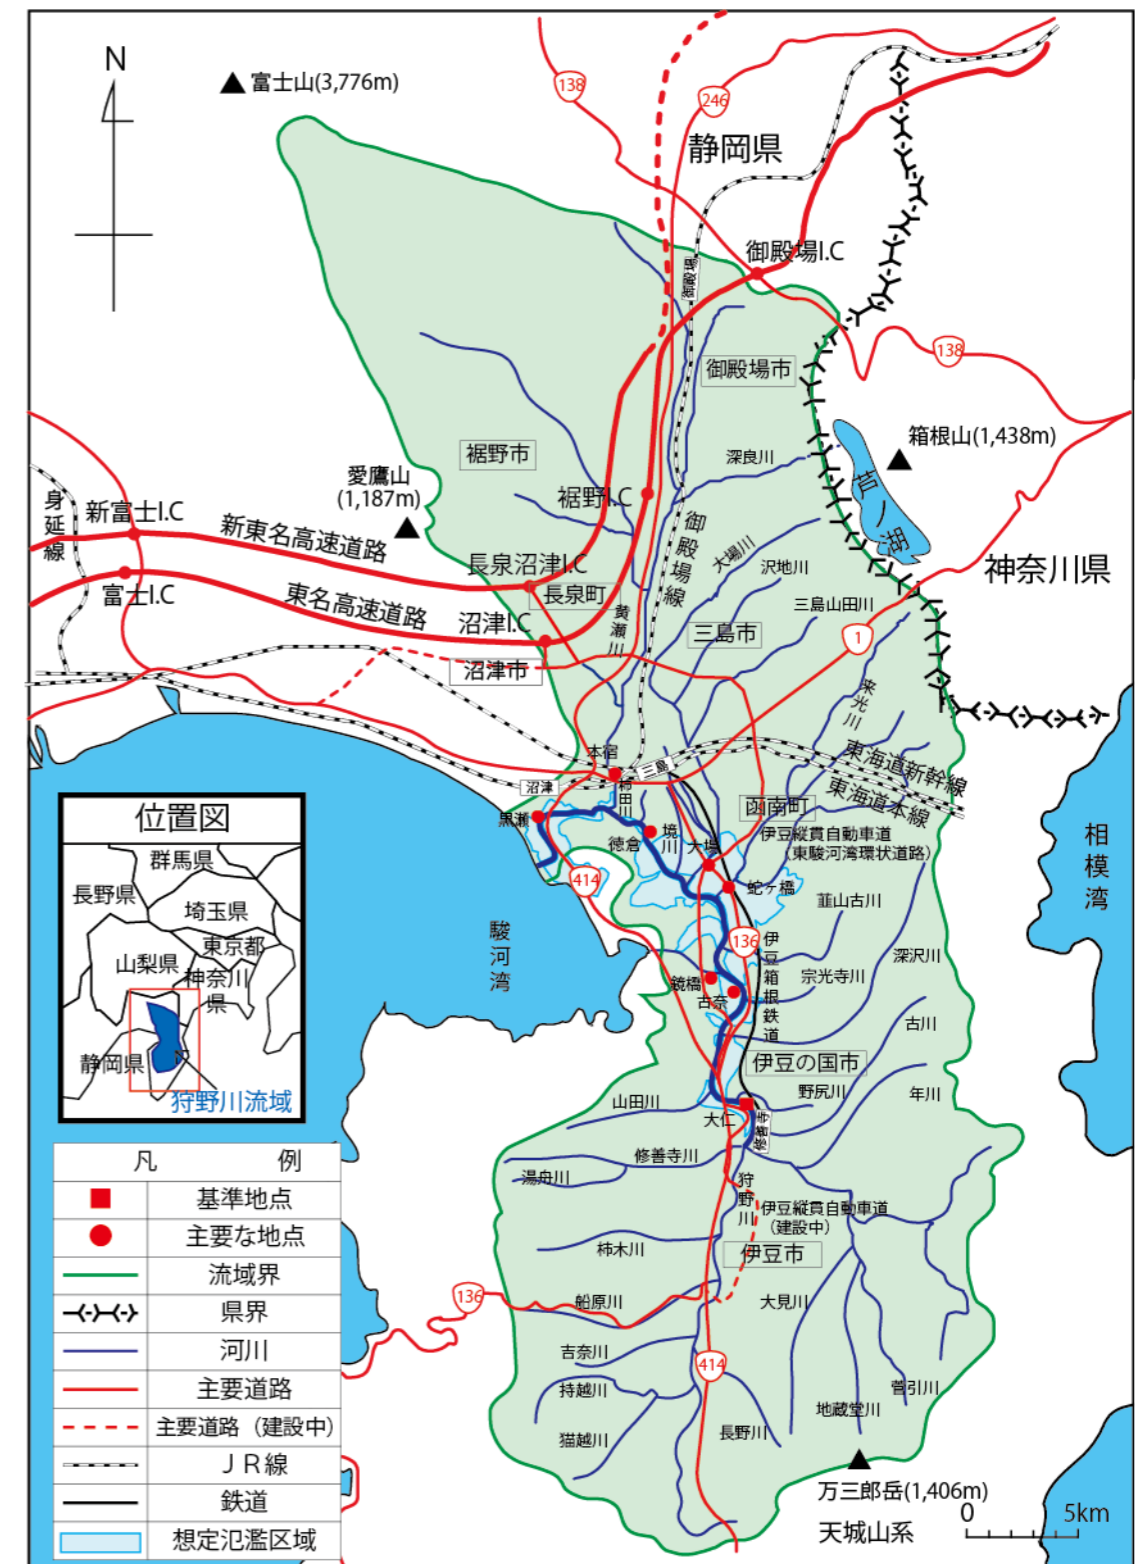 N
富士山(3,776m)
138
246
静岡県
御殿場I.C
御殿場
138
御殿場市
箱根山(1,438m)
裾野市
深良川
愛鷹山
(1,187m)
芦ノ湖
裾野I.C
身延線
新富士I.C
新東名高速道路
御殿場線
大場川
沢地川
神奈川県
長泉沼津I.C
長泉町
富士I.C
東名高速道路
沼津I.C
黄瀬川
三島山田川
三島市
1
沼津市
来光川
本宿
三島
東海道新幹線
沼津
柿田川
函南町
東海道本線
黒瀬
徳倉
境川
大場
伊豆縦貫自動車道
(東駿河湾環状道路)
相模湾
414
蛇ケ橋
韮山古川
駿河湾
136
伊豆箱根鉄道
深沢川
鏡橋
宗光寺川
古奈
古川
伊豆の国市
野尻川
年川
山田川
大仁
修善寺
修善寺川
湯舟川
狩野川
伊豆縦貫自動車道
(建設中)
柿木川
伊豆市
136
船原川
大見川
吉奈川
414
持越川
菅引川
地蔵堂川
猫越川
長野川
万三郎岳(1,406m)
天城山系
0 5km
位置図
群馬県
長野県
埼玉県
東京都
山梨県
神奈川
県
静岡県
狩野川流域
凡 例
基準地点
主要な地点
流域界
県界
河川
主要道路
主要道路（建設中）
ＪＲ線
鉄道
想定氾濫区域